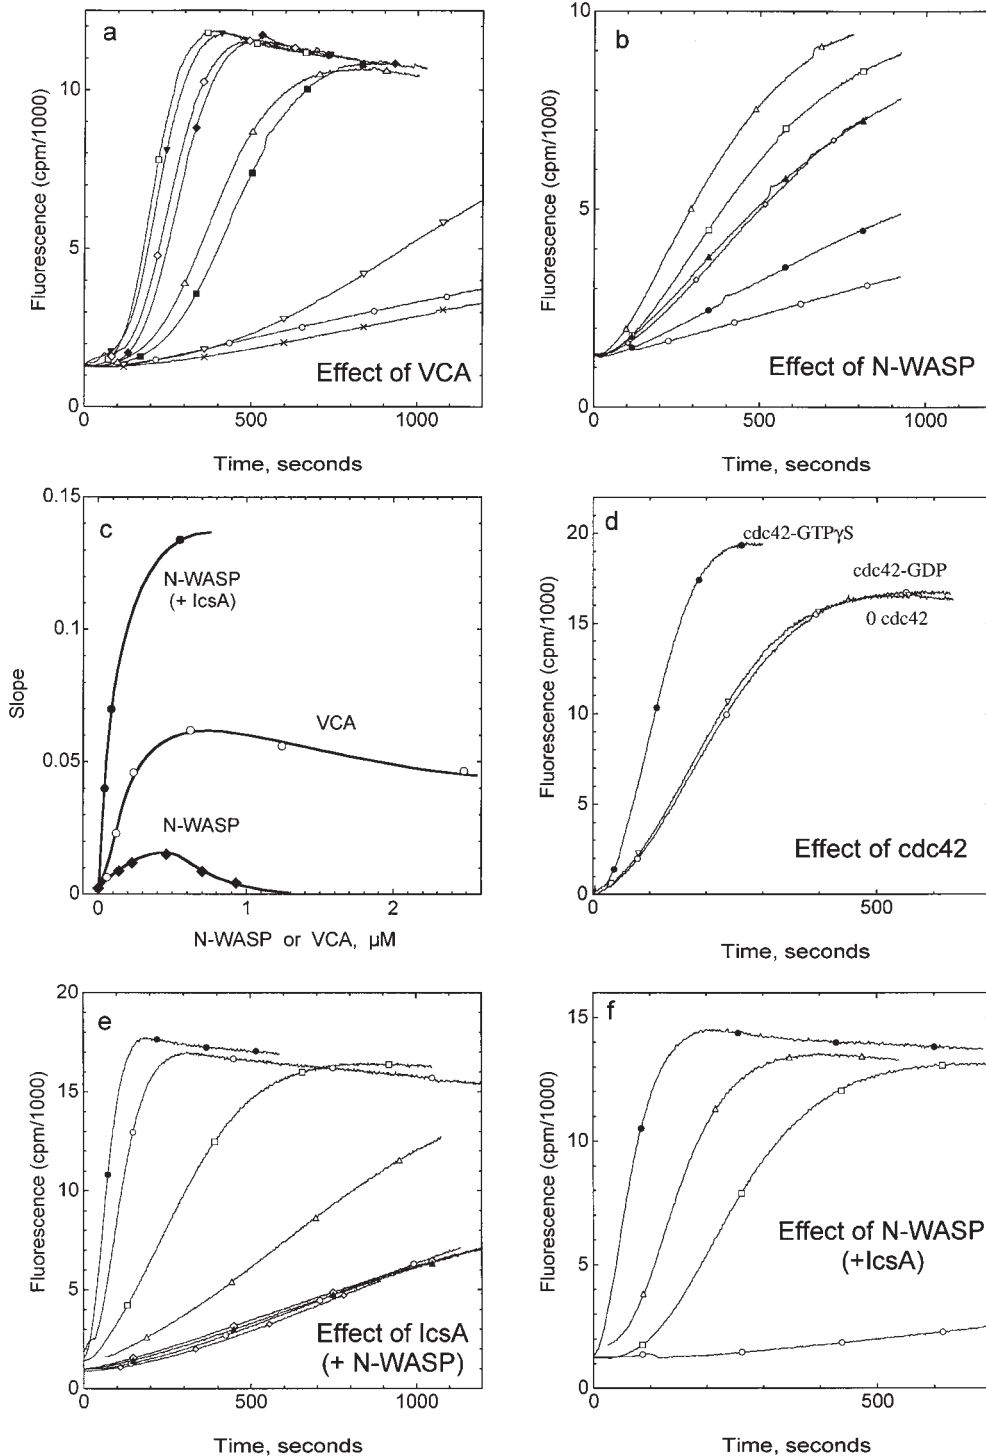 a
Fluorescence (cpm/1000)
10
5
0
0
500
1000
Effect of VCA
Time, seconds
b
Fluorescence (cpm/1000)
10
5
0
0
500
1000
Effect of N-WASP
Time, seconds
c
Slope
0.15
0.1
0.05
0
0
1
2
N-WASP
(+ IcsA)
VCA
N-WASP
N-WASP or VCA, μM
d
Fluorescence (cpm/1000)
20
15
10
5
0
0
500
cdc42-GTPγS
cdc42-GDP
0 cdc42
Effect of cdc42
Time, seconds
e
Fluorescence (cpm/1000)
20
15
10
5
0
0
500
1000
Effect of IcsA
(+ N-WASP)
Time, seconds
f
Fluorescence (cpm/1000)
15
10
5
0
0
500
Effect of N-WASP
(+IcsA)
Time, seconds